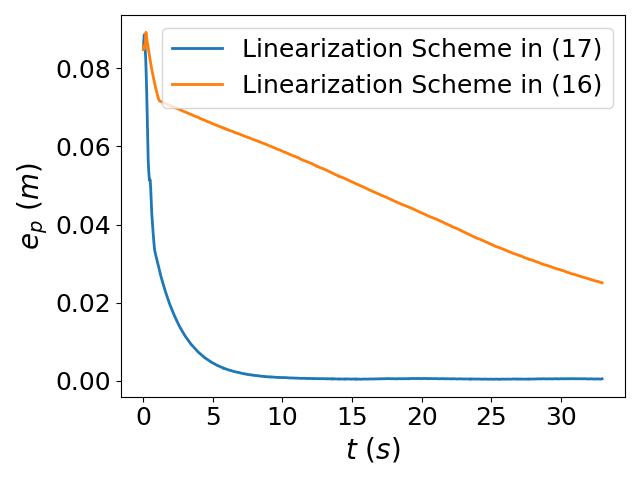 Linearization Scheme in (17)
Linearization Scheme in (16)
0.08
0.06
0.04
0.02
0.00
e_p (m)
0 5 10 15 20 25 30
t (s)